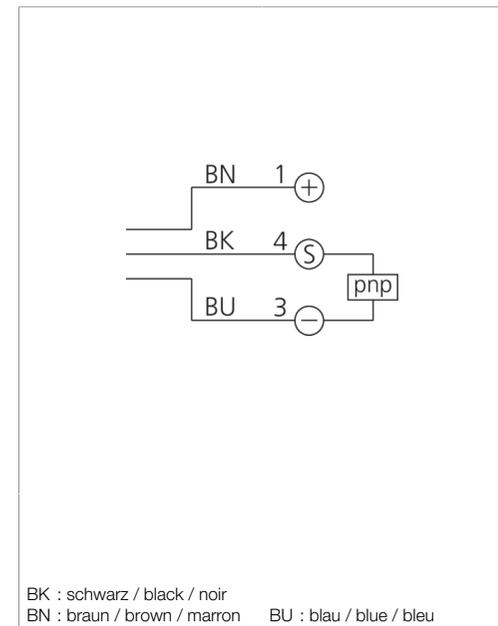 BN 1 +
BK 4 S
pnp
BU 3 −
BK : schwarz / black / noir
BN : braun / brown / marron BU : blau / blue / bleu